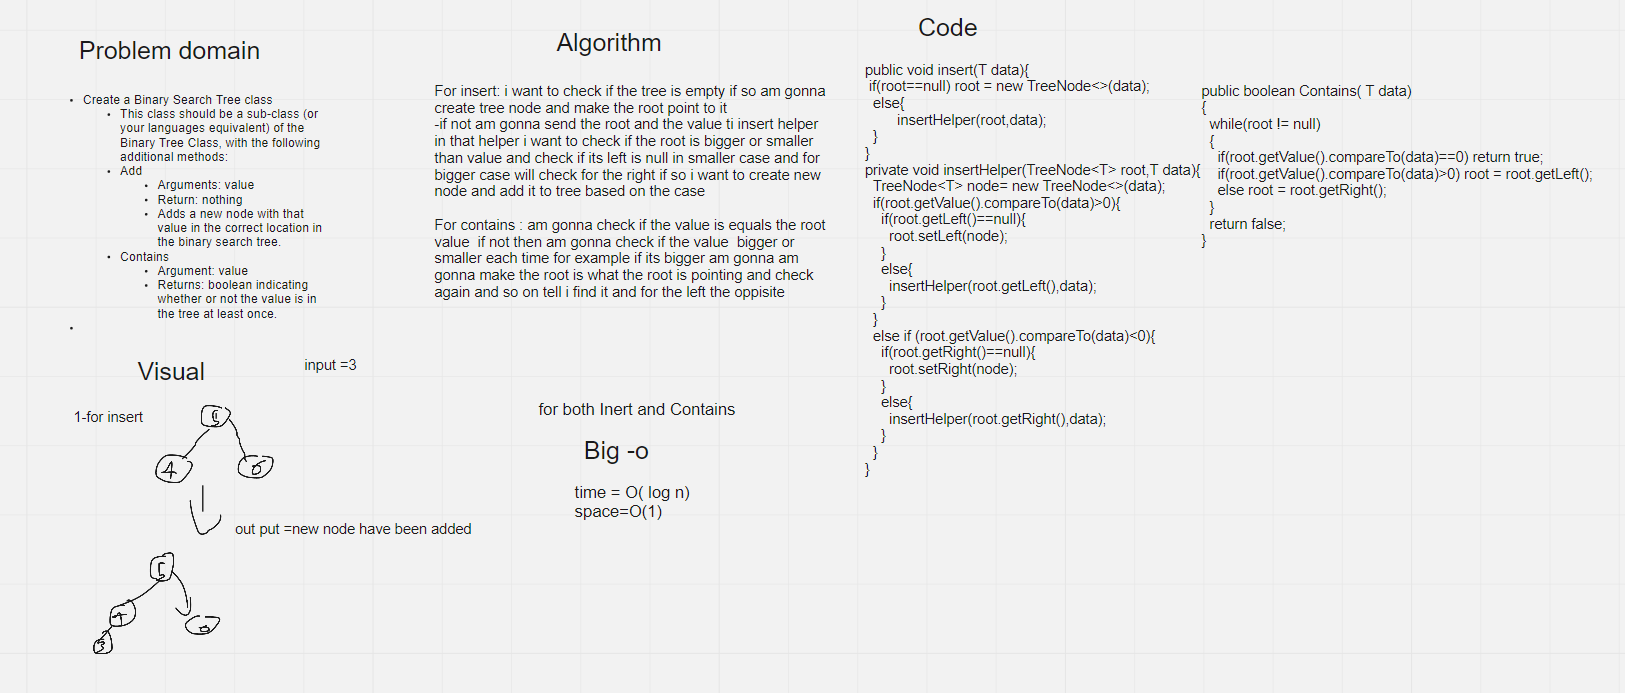 Problem domain
Create a Binary Search Tree class
This class should be a sub-class (or
your languages equivalent) of the
Binary Tree Class, with the following
additional methods:
Add
Arguments: value
Return: nothing
Adds a new node with that
value in the correct location in
the binary search tree.
Contains
Argument: value
Returns: boolean indicating
whether or not the value is in
the tree at least once.
Visual
input =3
1-for insert
5
4
6
out put =new node have been added
5
4
3
Algorithm
For insert: i want to check if the tree is empty if so am gonna
create tree node and make the root point to it
-if not am gonna send the root and the value ti insert helper
in that helper i want to check if the root is bigger or smaller
than value and check if its left is null in smaller case and for
bigger case will check for the right if so i want to create new
node and add it to tree based on the case
For contains : am gonna check if the value is equals the root
value  if not then am gonna check if the value  bigger or
smaller each time for example if its bigger am gonna am
gonna make the root is what the root is pointing and check
again and so on tell i find it and for the left the oppisite
for both Inert and Contains
Big -o
time = O( log n)
space=O(1)
Code
public void insert(T data){
if(root==null) root = new TreeNode<>(data);
else{
insertHelper(root,data);
}
}
private void insertHelper(TreeNode<T> root,T data){
TreeNode<T> node= new TreeNode<>(data);
if(root.getValue().compareTo(data)>0){
if(root.getLeft()==null){
root.setLeft(node);
}
else{
insertHelper(root.getLeft(),data);
}
}
else if (root.getValue().compareTo(data)<0){
if(root.getRight()==null){
root.setRight(node);
}
else{
insertHelper(root.getRight(),data);
}
}
}
public boolean Contains( T data)
{
while(root != null)
{
if(root.getValue().compareTo(data)==0) return true;
if(root.getValue().compareTo(data)>0) root = root.getLeft();
else root = root.getRight();
}
return false;
}